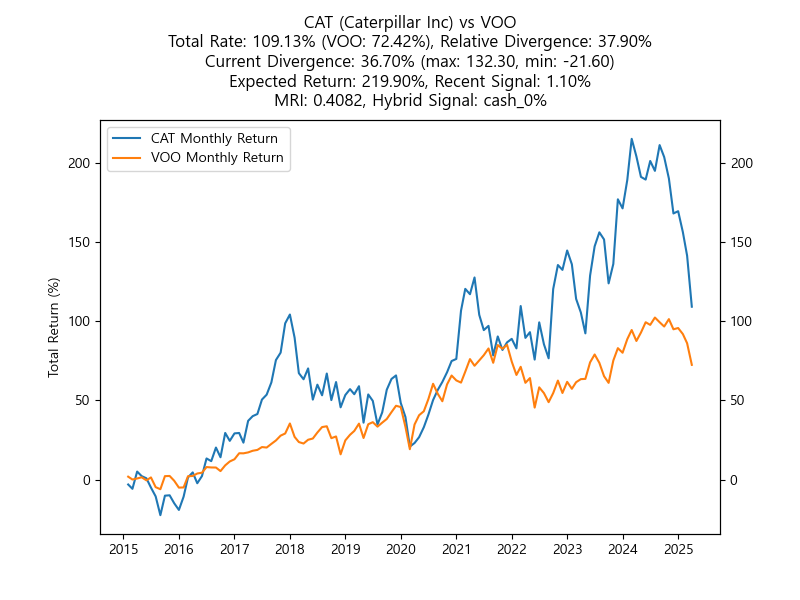 CAT (Caterpillar Inc) vs VOO
Total Rate: 109.13% (VOO: 72.42%), Relative Divergence: 37.90%
Current Divergence: 36.70% (max: 132.30, min: -21.60)
Expected Return: 219.90%, Recent Signal: 1.10%
MRI: 0.4082, Hybrid Signal: cash_0%
CAT Monthly Return
VOO Monthly Return
Total Return (%)
200
150
100
50
0
200
150
100
50
0
2015 2016 2017 2018 2019 2020 2021 2022 2023 2024 2025